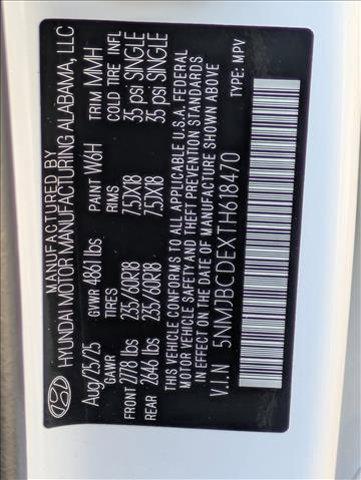 MANUFACTURED BY
HYUNDAI MOTOR MANUFACTURING ALABAMA, LLC
Aug/25/25 GVWR 4861 lbs PAINT W6H TRIM MMH
GAWR TIRES RIMS COLD TIRE INFL
FRONT 2778 lbs 235/60R18 7.5JX18 35 psi SINGLE
REAR 2646 lbs 235/60R18 7.5JX18 35 psi SINGLE
THIS VEHICLE CONFORMS TO ALL APPLICABLE U.S.A. FEDERAL
MOTOR VEHICLE SAFETY AND THEFT PREVENTION STANDARDS
IN EFFECT ON THE DATE OF MANUFACTURE SHOWN ABOVE
V.I.N 5NMJBCDEXTH618470 TYPE: MPV